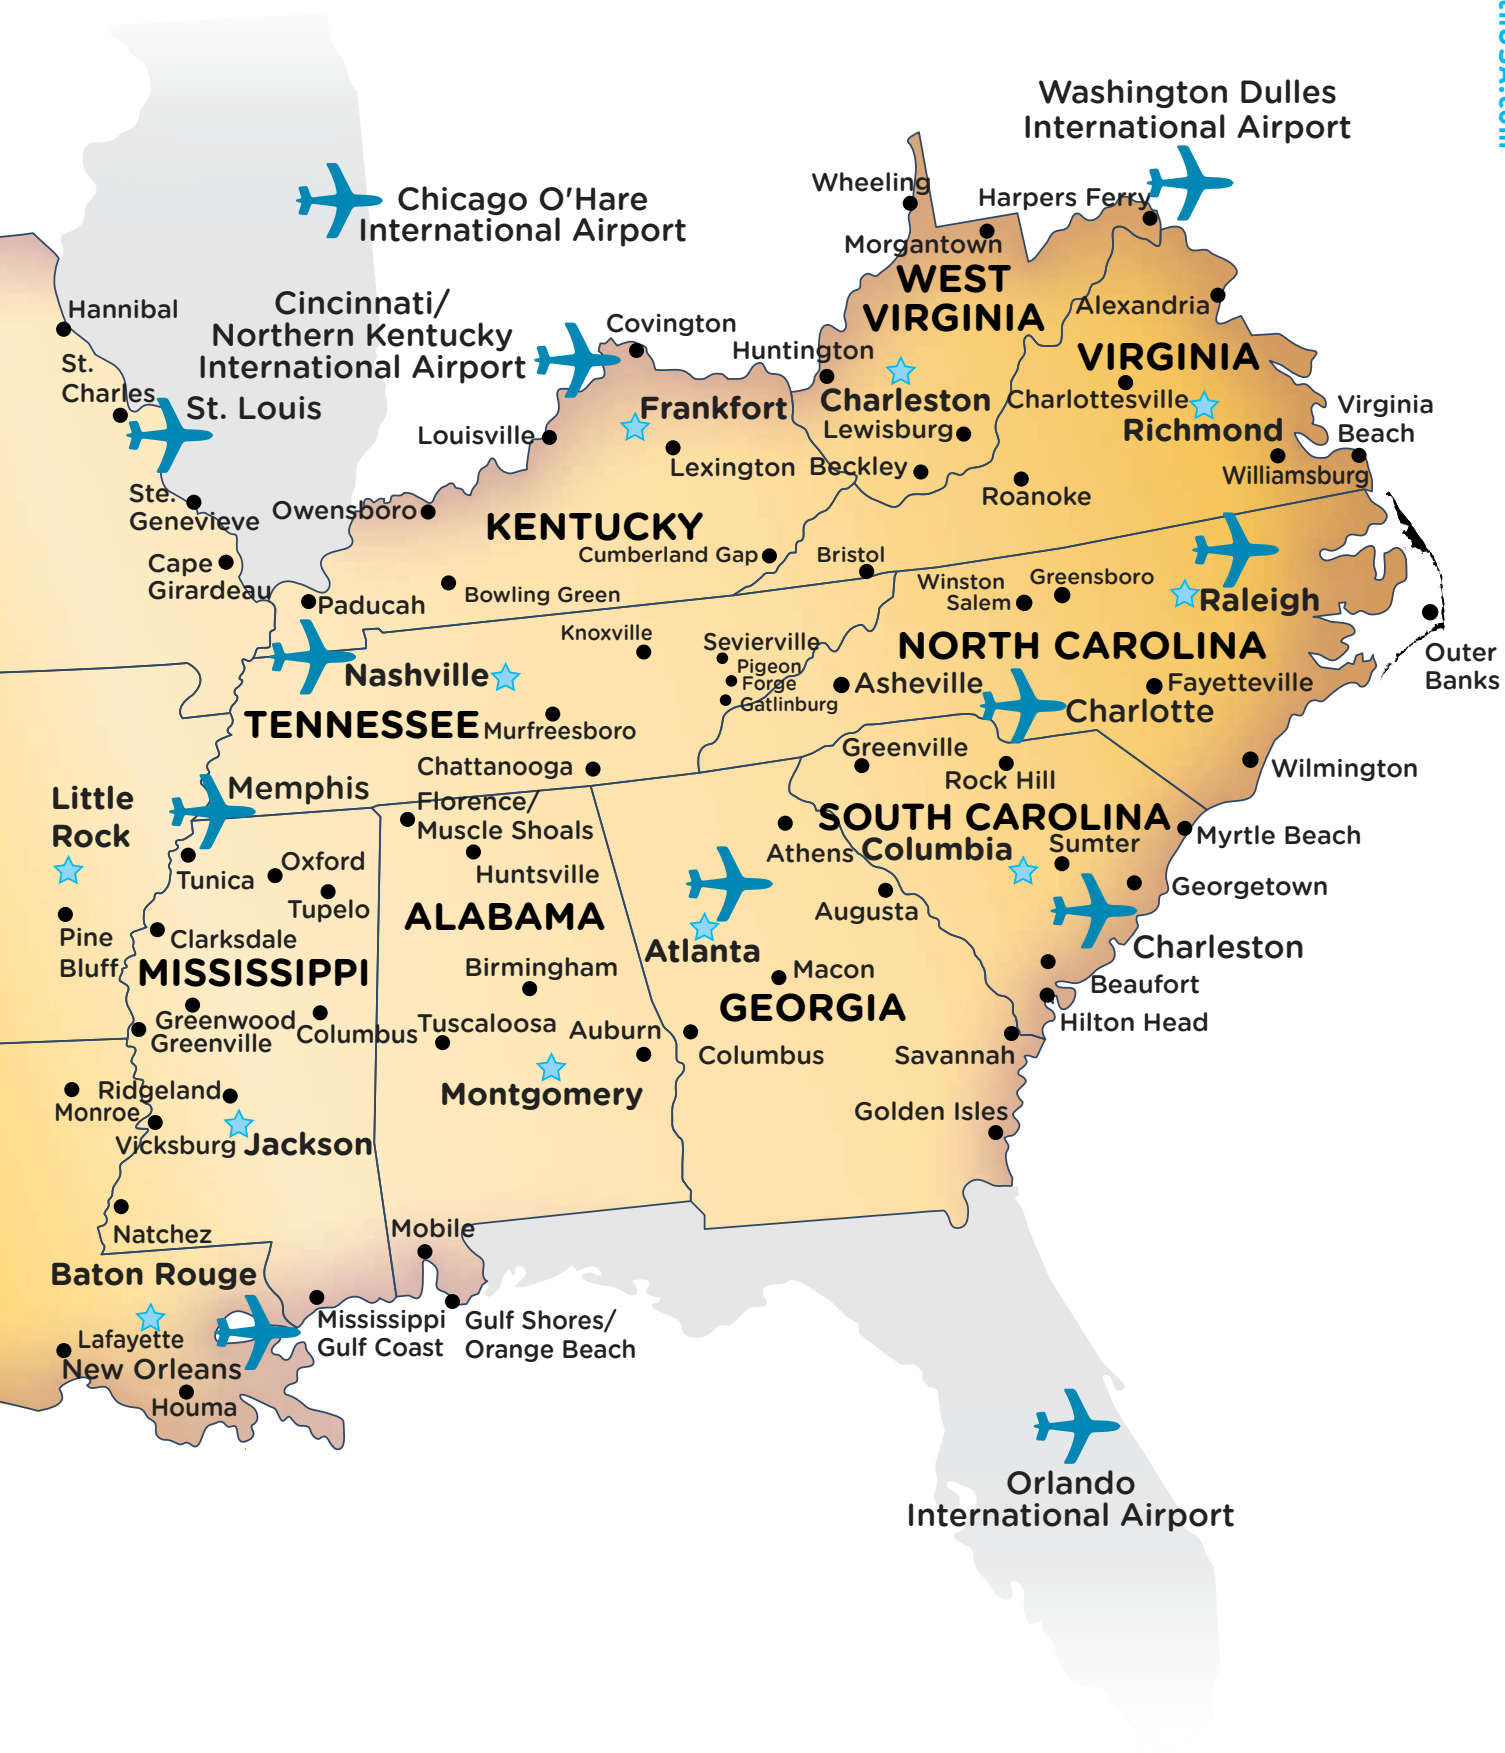 Washington Dulles
International Airport
Wheeling
Harpers Ferry
Chicago O'Hare
International Airport
Morgantown
WEST
VIRGINIA
Hannibal
Cincinnati/
Northern Kentucky
International Airport
Covington
Alexandria
Huntington
VIRGINIA
St.
Charles
St. Louis
Frankfort
Charleston
Charlottesville
Virginia
Beach
Louisville
Lewisburg
Richmond
Lexington
Beckley
Williamsburg
Ste.
Genevieve
Owensboro
Roanoke
KENTUCKY
Cape
Girardeau
Cumberland Gap
Bristol
Bowling Green
Paducah
Winston
Salem
Greensboro
Raleigh
Knoxville
Sevierville
Pigeon
Forge
Gatlinburg
NORTH CAROLINA
Outer
Banks
Nashville
Asheville
Fayetteville
Charlotte
TENNESSEE
Murfreesboro
Greenville
Chattanooga
Rock Hill
Wilmington
Memphis
Little
Rock
Florence/
Muscle Shoals
SOUTH CAROLINA
Myrtle Beach
Athens
Columbia
Sumter
Oxford
Tunica
Huntsville
Georgetown
Tupelo
ALABAMA
Augusta
Pine
Bluff
Clarksdale
Charleston
Atlanta
MISSISSIPPI
Birmingham
Macon
Beaufort
GEORGIA
Greenwood
Greenville
Columbus
Tuscaloosa
Auburn
Hilton Head
Columbus
Savannah
Ridgeland
Monroe
Montgomery
Golden Isles
Vicksburg
Jackson
Natchez
Mobile
Baton Rouge
Mississippi
Gulf Coast
Gulf Shores/
Orange Beach
Lafayette
New Orleans
Houma
Orlando
International Airport